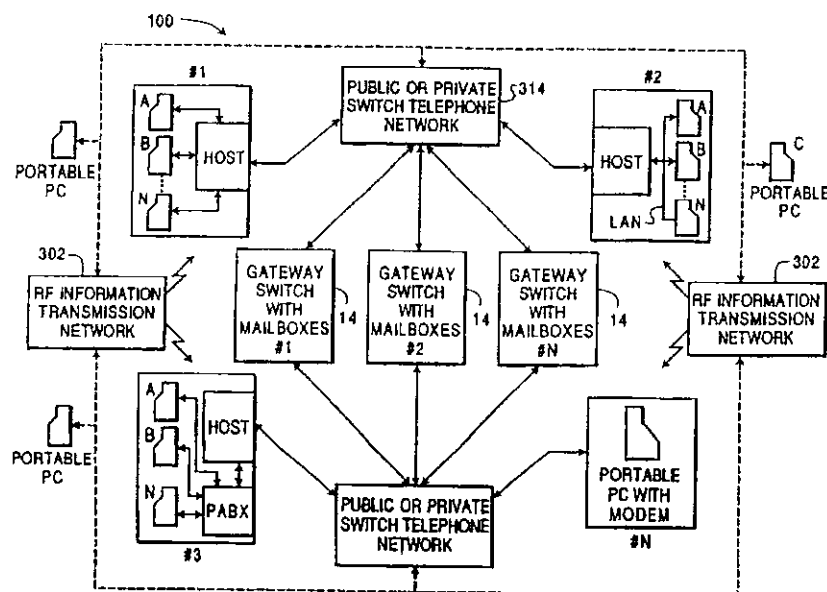 100
#1
A
B
N
HOST
PUBLIC OR PRIVATE
SWITCH TELEPHONE
NETWORK
314
#2
HOST
A
B
N
LAN
PORTABLE
PC
C
PORTABLE
PC
302
RF INFORMATION
TRANSMISSION
NETWORK
GATEWAY
SWITCH
WITH
MAILBOXES
#1
14
GATEWAY
SWITCH
WITH
MAILBOXES
#2
14
GATEWAY
SWITCH
WITH
MAILBOXES
#N
14
302
RF INFORMATION
TRANSMISSION
NETWORK
PORTABLE
PC
A
B
N
HOST
PABX
#3
PUBLIC OR PRIVATE
SWITCH TELEPHONE
NETWORK
PORTABLE
PC WITH
MODEM
#N